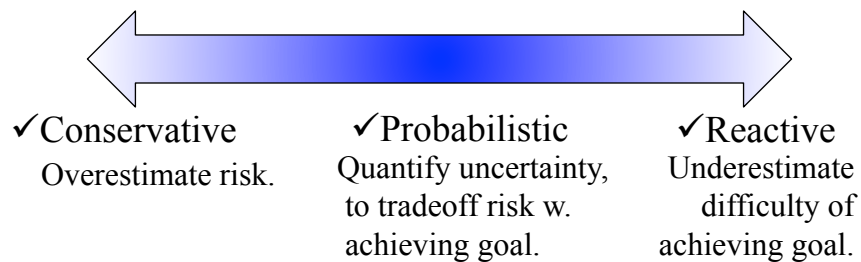 ✓Conservative
Overestimate risk.
✓Probabilistic
Quantify uncertainty,
to tradeoff risk w.
achieving goal.
✓Reactive
Underestimate
difficulty of
achieving goal.